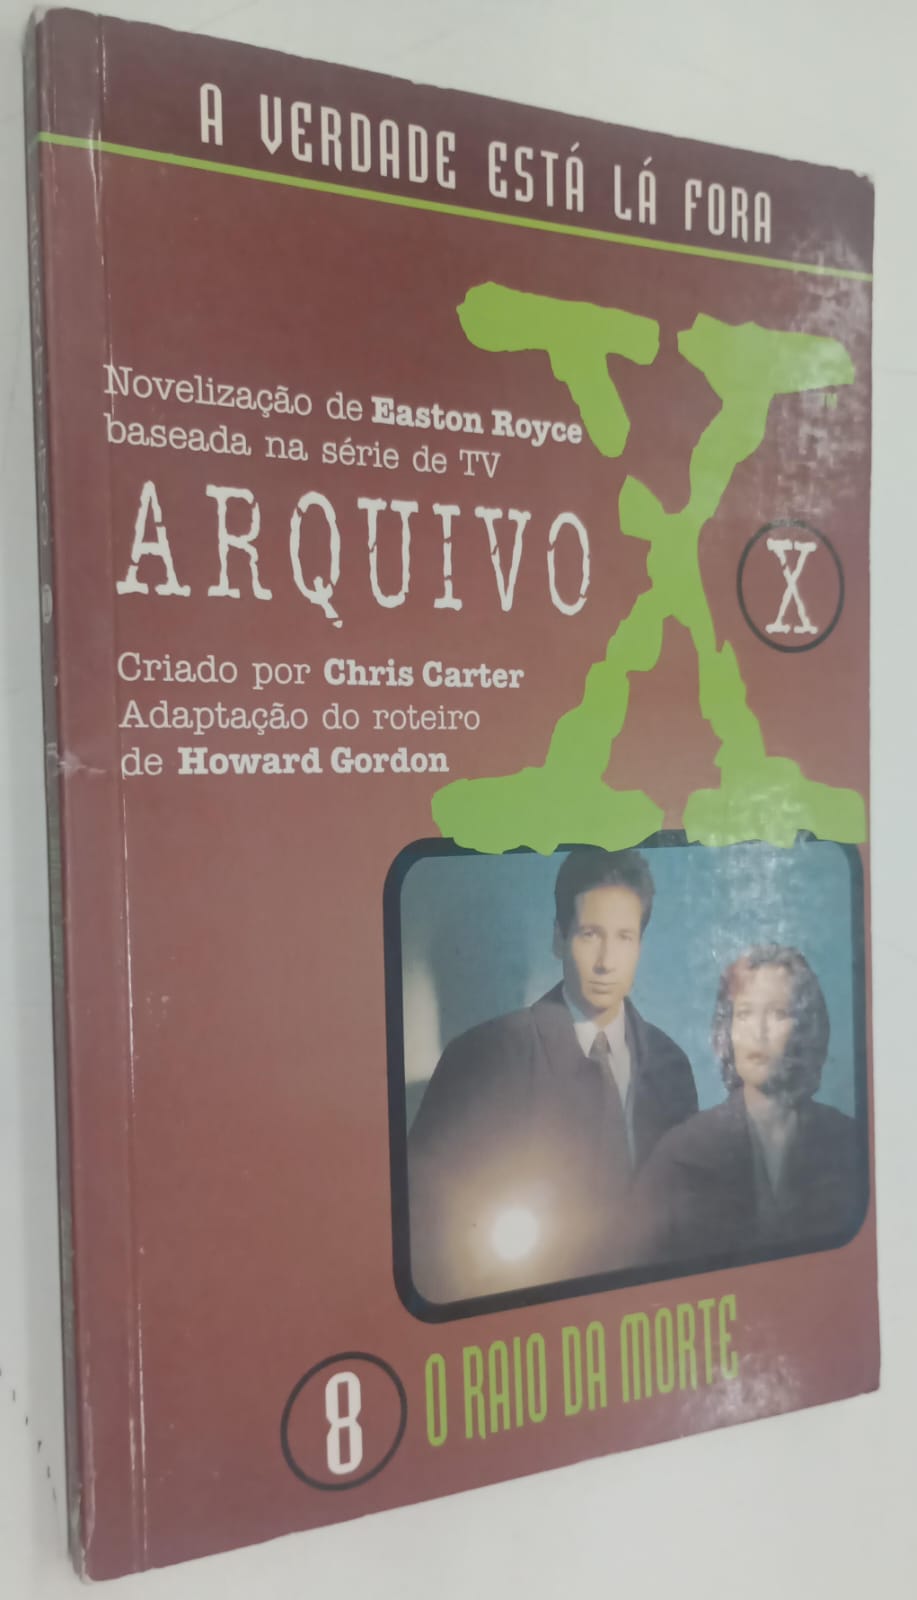 A VERDADE ESTÁ LÁ FORA
Novelização de Easton Royce
baseada na série de TV
ARQUIVO X
TM
X
Criado por Chris Carter
Adaptação do roteiro
de Howard Gordon
8 O RAIO DA MORTE